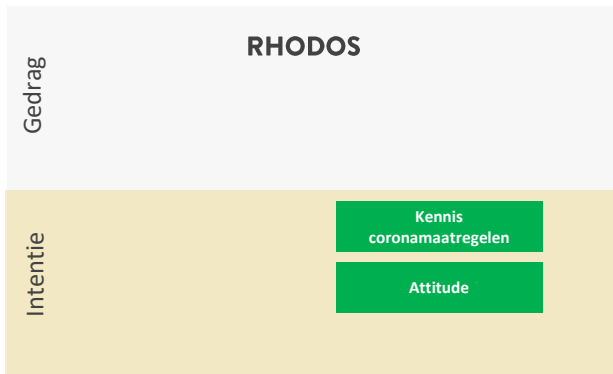 RHODOS
Gedrag
Kennis
coronamaatregelen
Attitude
Intentie